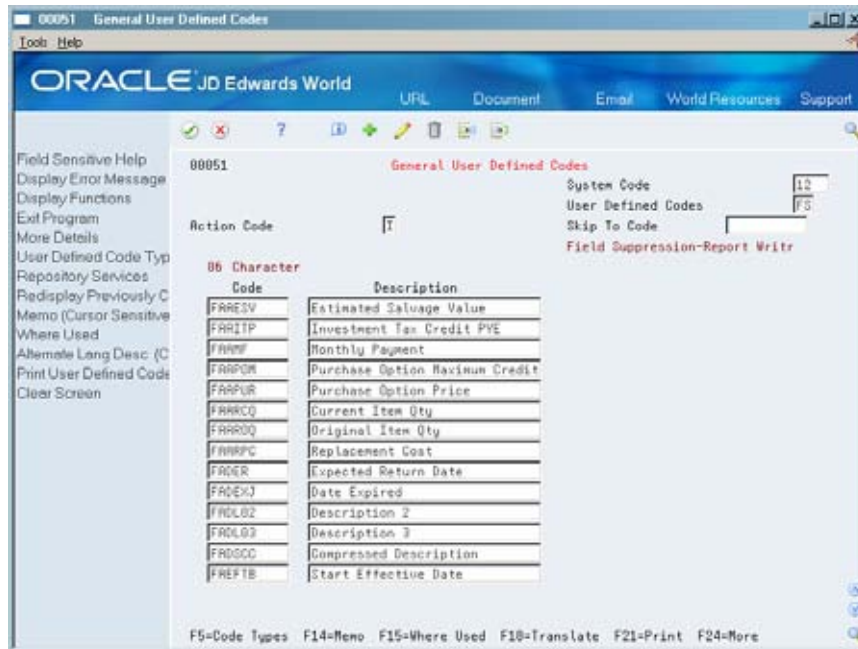 00051 General User Defined Codes
Tools Help
ORACLE JD Edwards World
URL Document Email World Resources Support
Field Sensitive Help
Display Error Message
Display Functions
Exit Program
More Details
User Defined Code Typ
Repository Services
Redisplay Previously C
Memo (Cursor Sensitive
Where Used
Alternate Lang Desc (C
Print User Defined Code
Clear Screen
00051 General User Defined Codes
System Code 12
User Defined Codes FS
Action Code I Skip To Code
Field Suppression-Report Writr
06 Character
Code Description
FAAESV Estimated Salvage Value
FAAITP Investment Tax Credit PYE
FAAMF Monthly Payment
FAAPOM Purchase Option Maximum Credit
FAAPUR Purchase Option Price
FAARCQ Current Item Qty
FAAROQ Original Item Qty
FAARPC Replacement Cost
FADER Expected Return Date
FADEXJ Date Expired
FADL02 Description 2
FADL03 Description 3
FADSCC Compressed Description
FAEFTB Start Effective Date
F5=Code Types F14=Memo F15=Where Used F18=Translate F21=Print F24=More